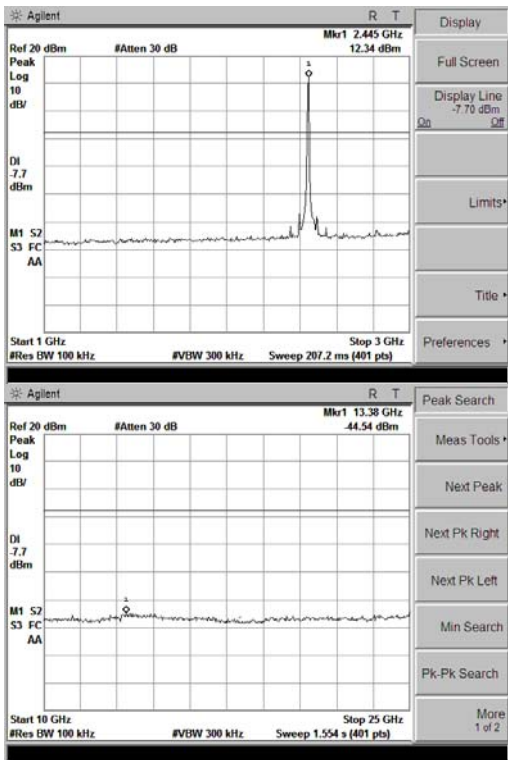 Agilent R T
Display
Mkr1 2.445 GHz
Ref 20 dBm #Atten 30 dB 12.34 dBm
Peak
Log
10
dB/
1
Full Screen
Display Line
-7.70 dBm
On Off
DI
-7.7
dBm
Limits
M1 S2
S3 FC
AA
Title
Preferences
Start 1 GHz Stop 3 GHz
#Res BW 100 kHz #VBW 300 kHz Sweep 207.2 ms (401 pts)
Agilent R T
Peak Search
Mkr1 13.38 GHz
Ref 20 dBm #Atten 30 dB -44.54 dBm
Peak
Log
10
dB/
Meas Tools
Next Peak
Next Pk Right
DI
-7.7
dBm
Next Pk Left
1
M1 S2
S3 FC
AA
Min Search
Pk-Pk Search
More
1 of 2
Start 10 GHz Stop 25 GHz
#Res BW 100 kHz #VBW 300 kHz Sweep 1.554 s (401 pts)